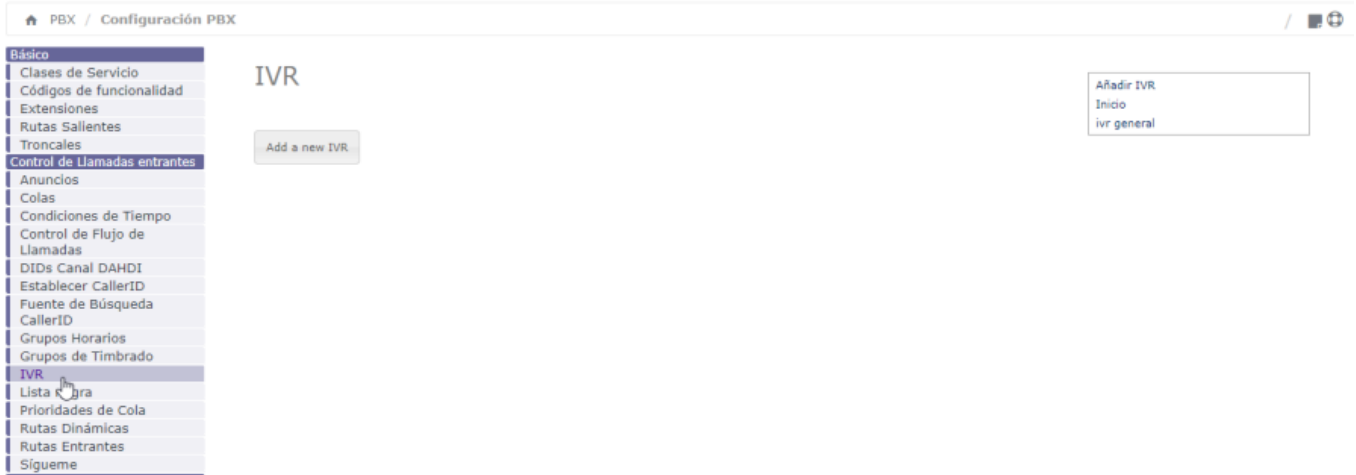 PBX / Configuración PBX /
Básico
Clases de Servicio
Códigos de funcionalidad
Extensiones
Rutas Salientes
Troncales
Control de Llamadas entrantes
Anuncios
Colas
Condiciones de Tiempo
Control de Flujo de
Llamadas
DIDs Canal DAHDI
Establecer CallerID
Fuente de Búsqueda
CallerID
Grupos Horarios
Grupos de Timbrado
IVR
Lista negra
Prioridades de Cola
Rutas Dinámicas
Rutas Entrantes
Sígueme
IVR
Add a new IVR
Añadir IVR
Inicio
ivr general